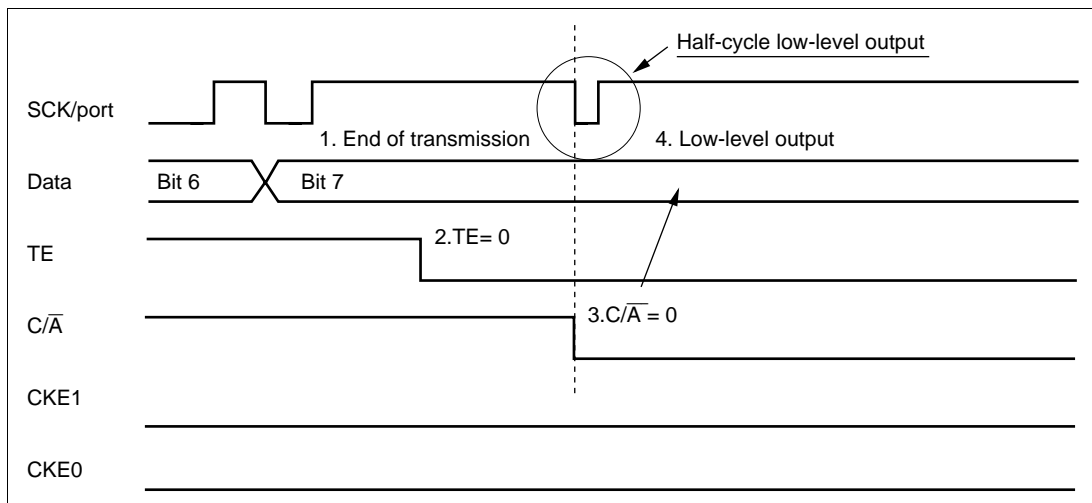 Half-cycle low-level output
SCK/port
1. End of transmission
4. Low-level output
Data
Bit 6
Bit 7
TE
2.TE= 0
C/A̅
3.C/A̅ = 0
CKE1
CKE0